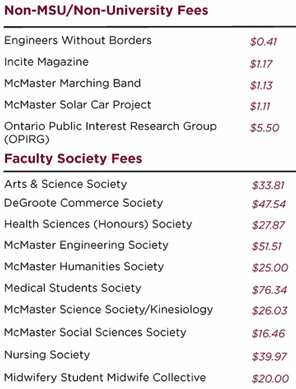 Non-MSU/Non-University Fees
Engineers Without Borders $0.41
Incite Magazine $1.17
McMaster Marching Band $1.13
McMaster Solar Car Project $1.11
Ontario Public Interest Research Group $5.50
(OPIRG)
Faculty Society Fees
Arts & Science Society $33.81
DeGroote Commerce Society $47.54
Health Sciences (Honours) Society $27.87
McMaster Engineering Society $51.51
McMaster Humanities Society $25.00
Medical Students Society $76.34
McMaster Science Society/Kinesiology $26.03
McMaster Social Sciences Society $16.46
Nursing Society $39.97
Midwifery Student Midwife Collective $20.00